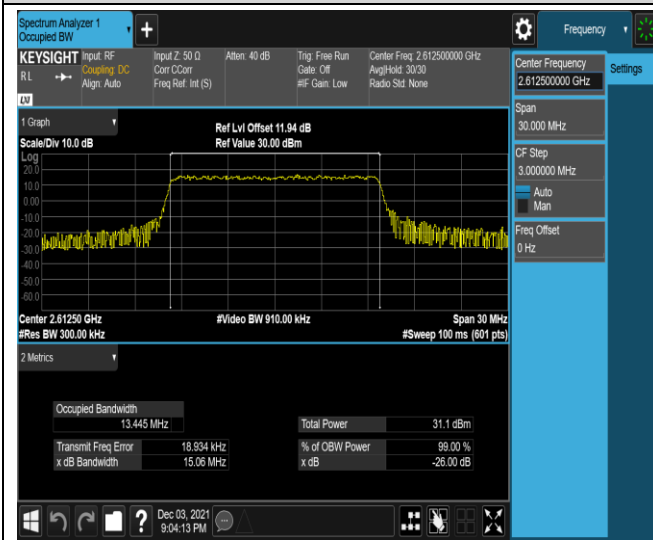 Spectrum Analyzer 1
Occupied BW
+
Frequency
KEYSIGHT
Input: RF
Input Z: 50 Ω
Atten: 40 dB
Trig: Free Run
Center Freq: 2.612500000 GHz
RL
Coupling: DC
Corr CCorr
Gate: Off
Avg|Hold: 30/30
Align: Auto
Freq Ref: Int (S)
#IF Gain: Low
Radio Std: None
LXI
Center Frequency
2.612500000 GHz
Settings
Span
30.000 MHz
CF Step
3.000000 MHz
Auto
Man
Freq Offset
0 Hz
1 Graph
Ref Lvl Offset 11.94 dB
Scale/Div 10.0 dB
Ref Value 30.00 dBm
Log
20.0
10.0
0.00
-10.0
-20.0
-30.0
-50.0
-60.0
Center 2.61250 GHz
#Video BW 910.00 kHz
Span 30 MHz
#Res BW 300.00 kHz
#Sweep 100 ms (601 pts)
2 Metrics
Occupied Bandwidth
13.445 MHz
Total Power
31.1 dBm
Transmit Freq Error
18.934 kHz
% of OBW Power
99.00 %
x dB Bandwidth
15.06 MHz
x dB
-26.00 dB
?
Dec 03, 2021
9:04:13 PM